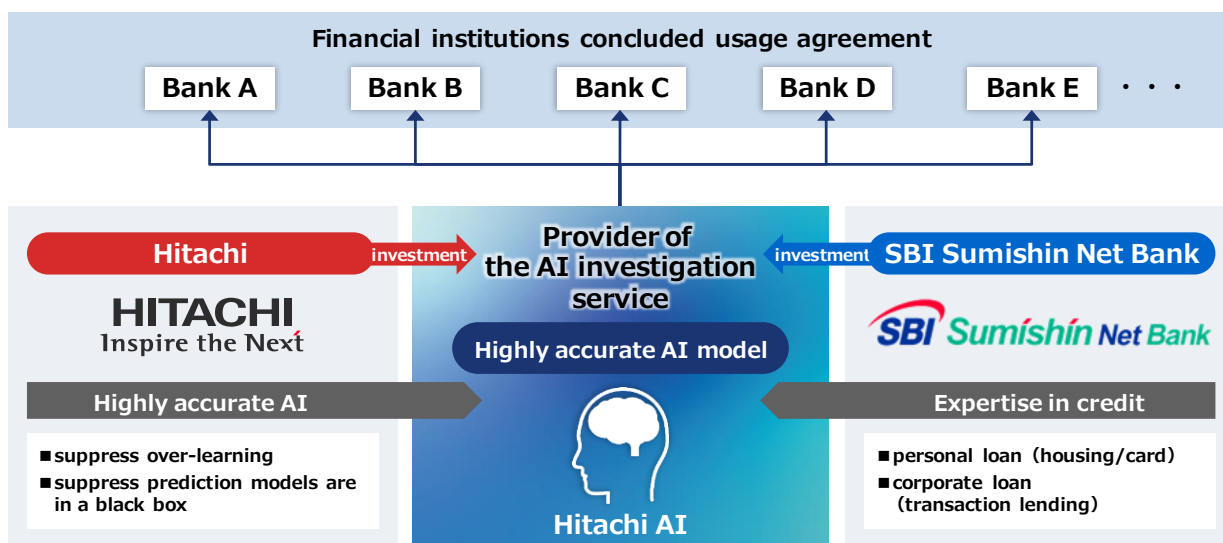 Financial institutions concluded usage agreement
Bank A
Bank B
Bank C
Bank D
Bank E
・・・
Hitachi
investment
Provider of
the AI investigation
service
investment
SBI Sumishin Net Bank
HITACHI
Inspire the Next
Highly accurate AI model
SBI Sumishin Net Bank
Highly accurate AI
Expertise in credit
■suppress over-learning
■suppress prediction models are
in a black box
Hitachi AI
■personal loan（housing/card）
■corporate loan
（transaction lending）